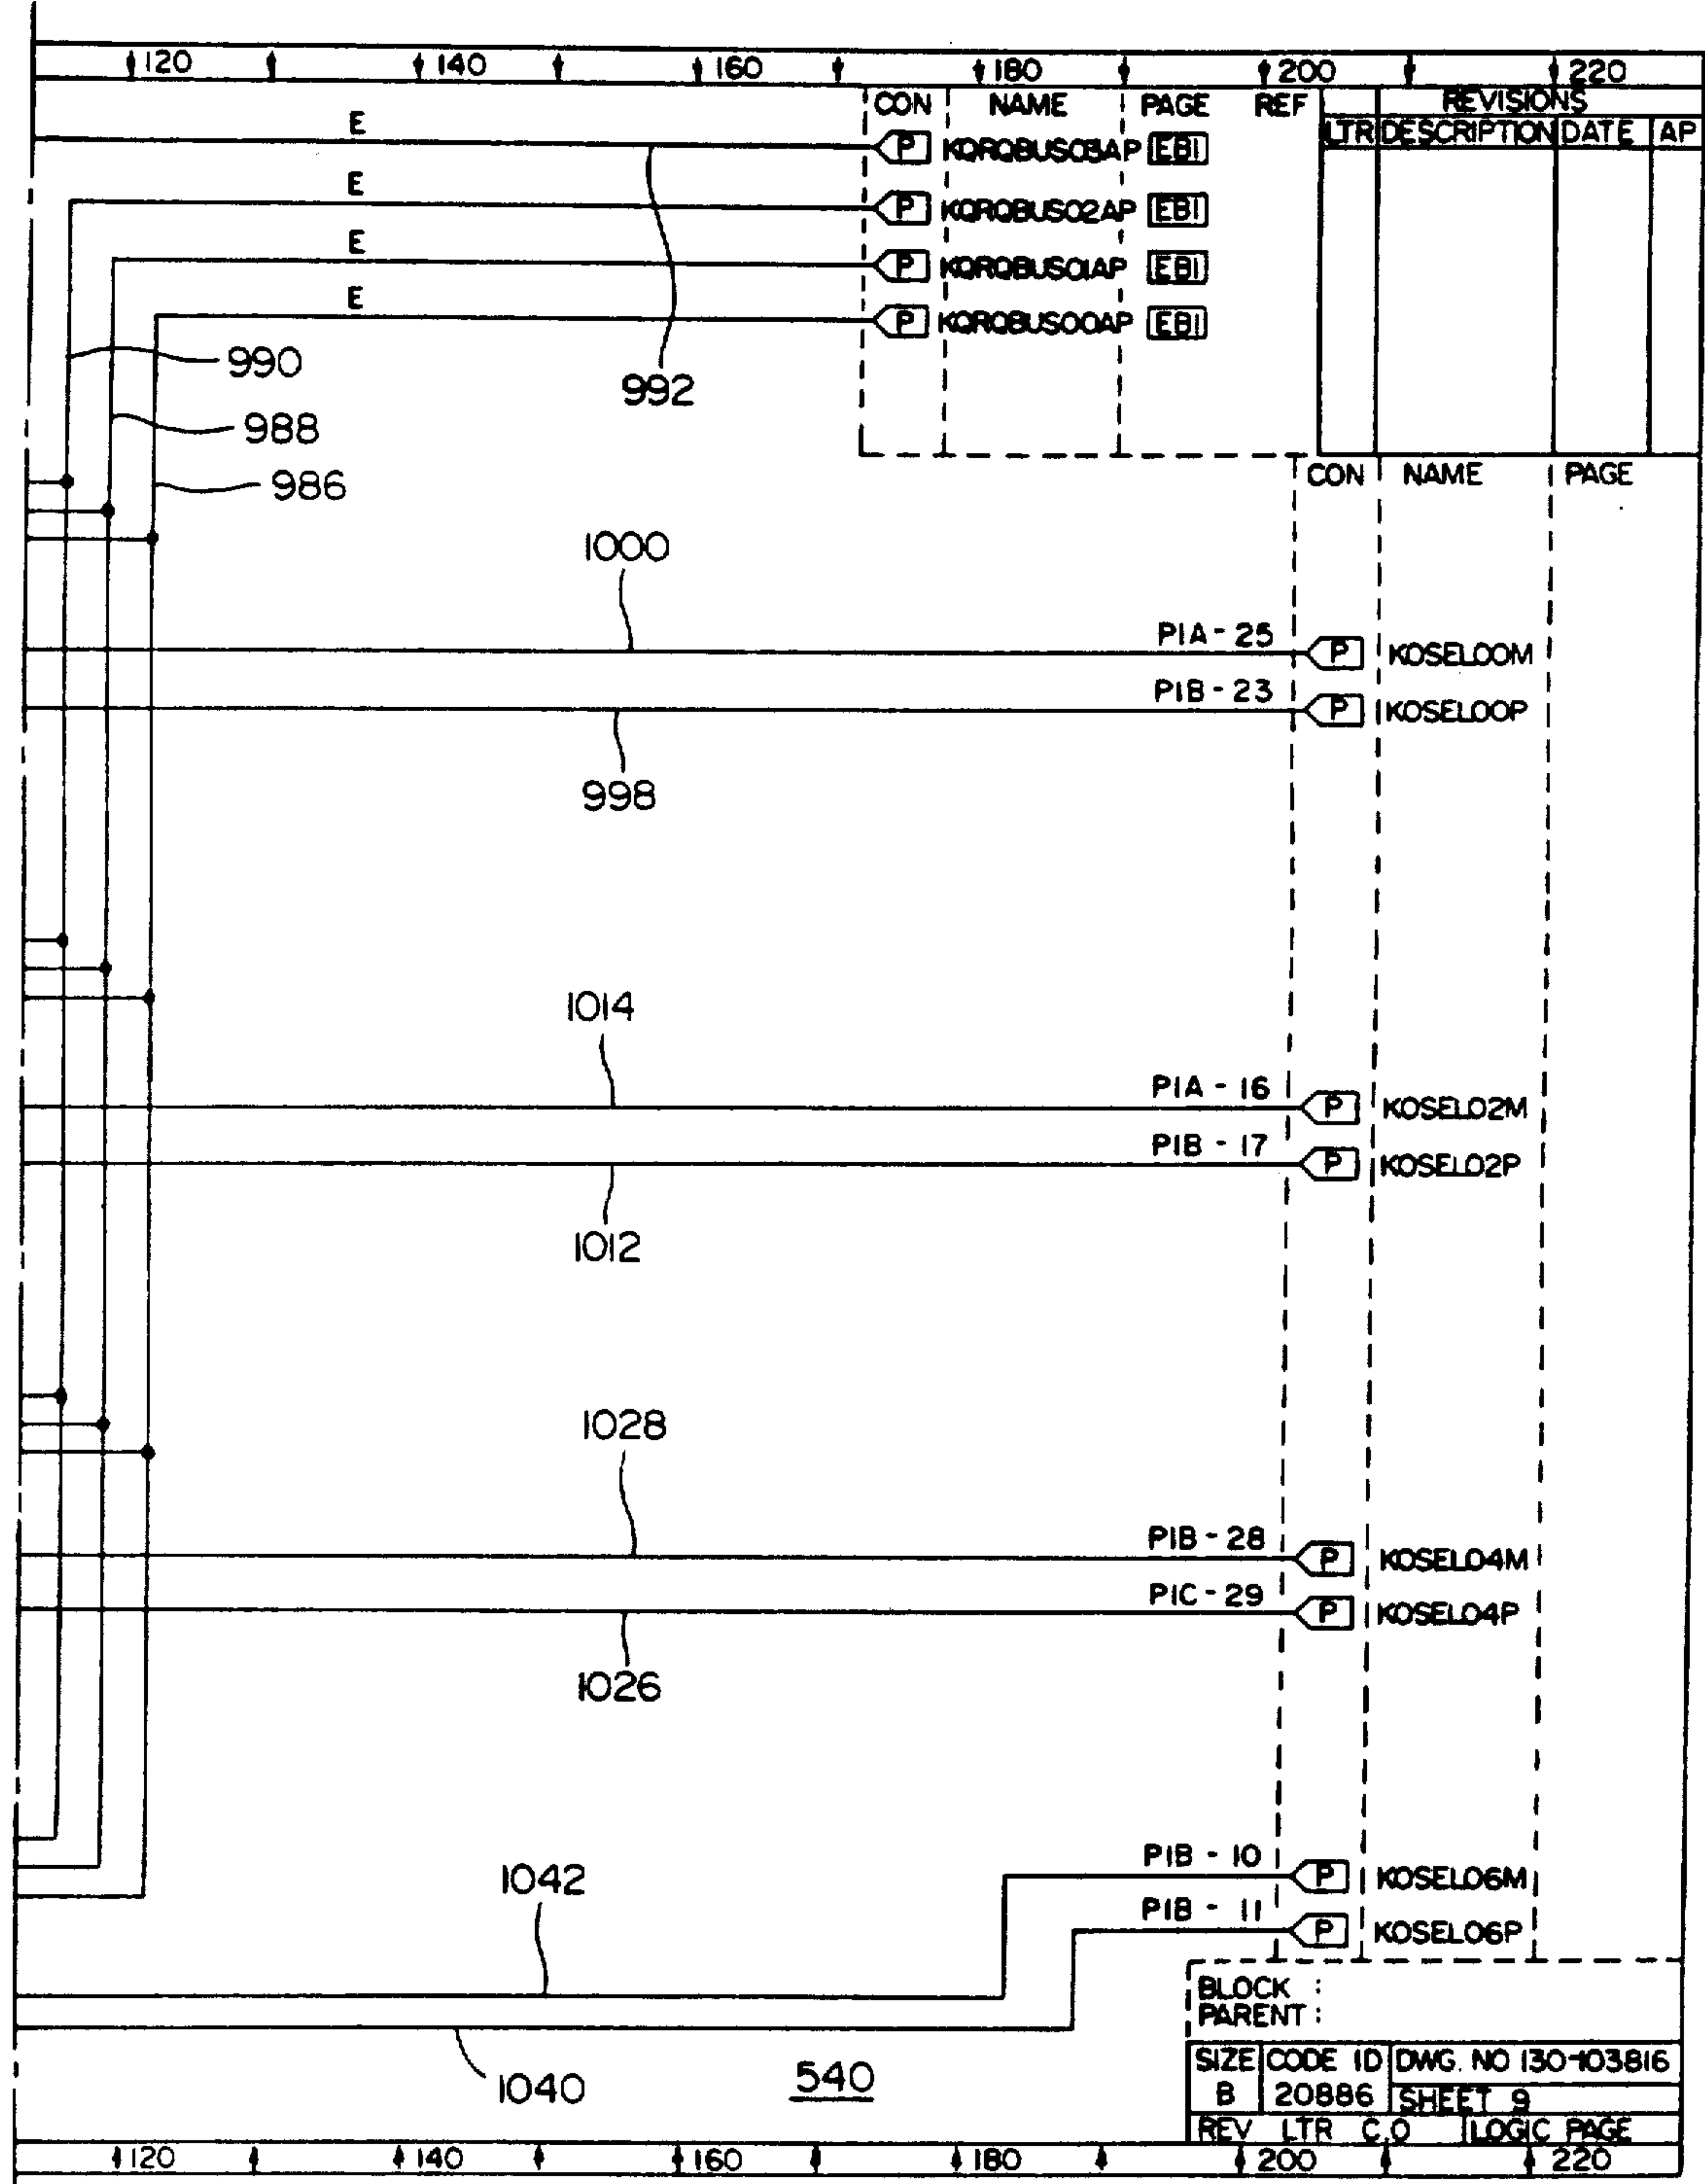 120 140 160 180 200 220
CON NAME PAGE REF REVISIONS
LTR DESCRIPTION DATE AP
E P KQRQBUS03AP EB1
E P KQRQBUS02AP EB1
E P KQRQBUS01AP EB1
E P KQRQBUS00AP EB1
990
992
988
986
CON NAME PAGE
1000
P1A - 25 P KOSEL00M
P1B - 23 P KOSEL00P
998
1014
P1A - 16 P KOSEL02M
P1B - 17 P KOSEL02P
1012
1028
P1B - 28 P KOSEL04M
P1C - 29 P KOSEL04P
1026
P1B - 10 P KOSEL06M
1042
P1B - 11 P KOSEL06P
BLOCK :
PARENT :
1040
540
SIZE CODE ID DWG. NO 130-103816
B 20886 SHEET 9
REV LTR C.O LOGIC PAGE
120 140 160 180 200 220